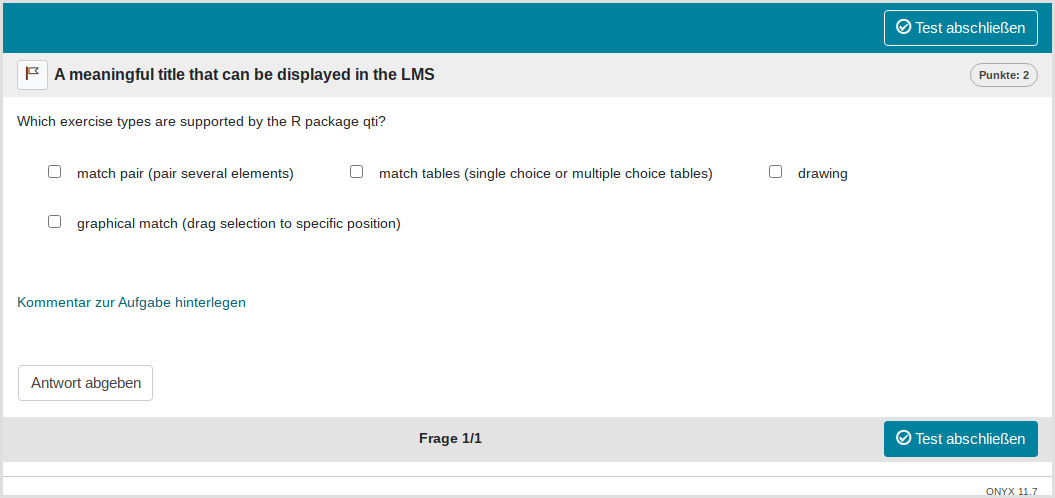 Test abschließen
A meaningful title that can be displayed in the LMS
Punkte: 2
Which exercise types are supported by the R package qti?
match pair (pair several elements)
match tables (single choice or multiple choice tables)
drawing
graphical match (drag selection to specific position)
Kommentar zur Aufgabe hinterlegen
Antwort abgeben
Frage 1/1
Test abschließen
ONYX 11.7